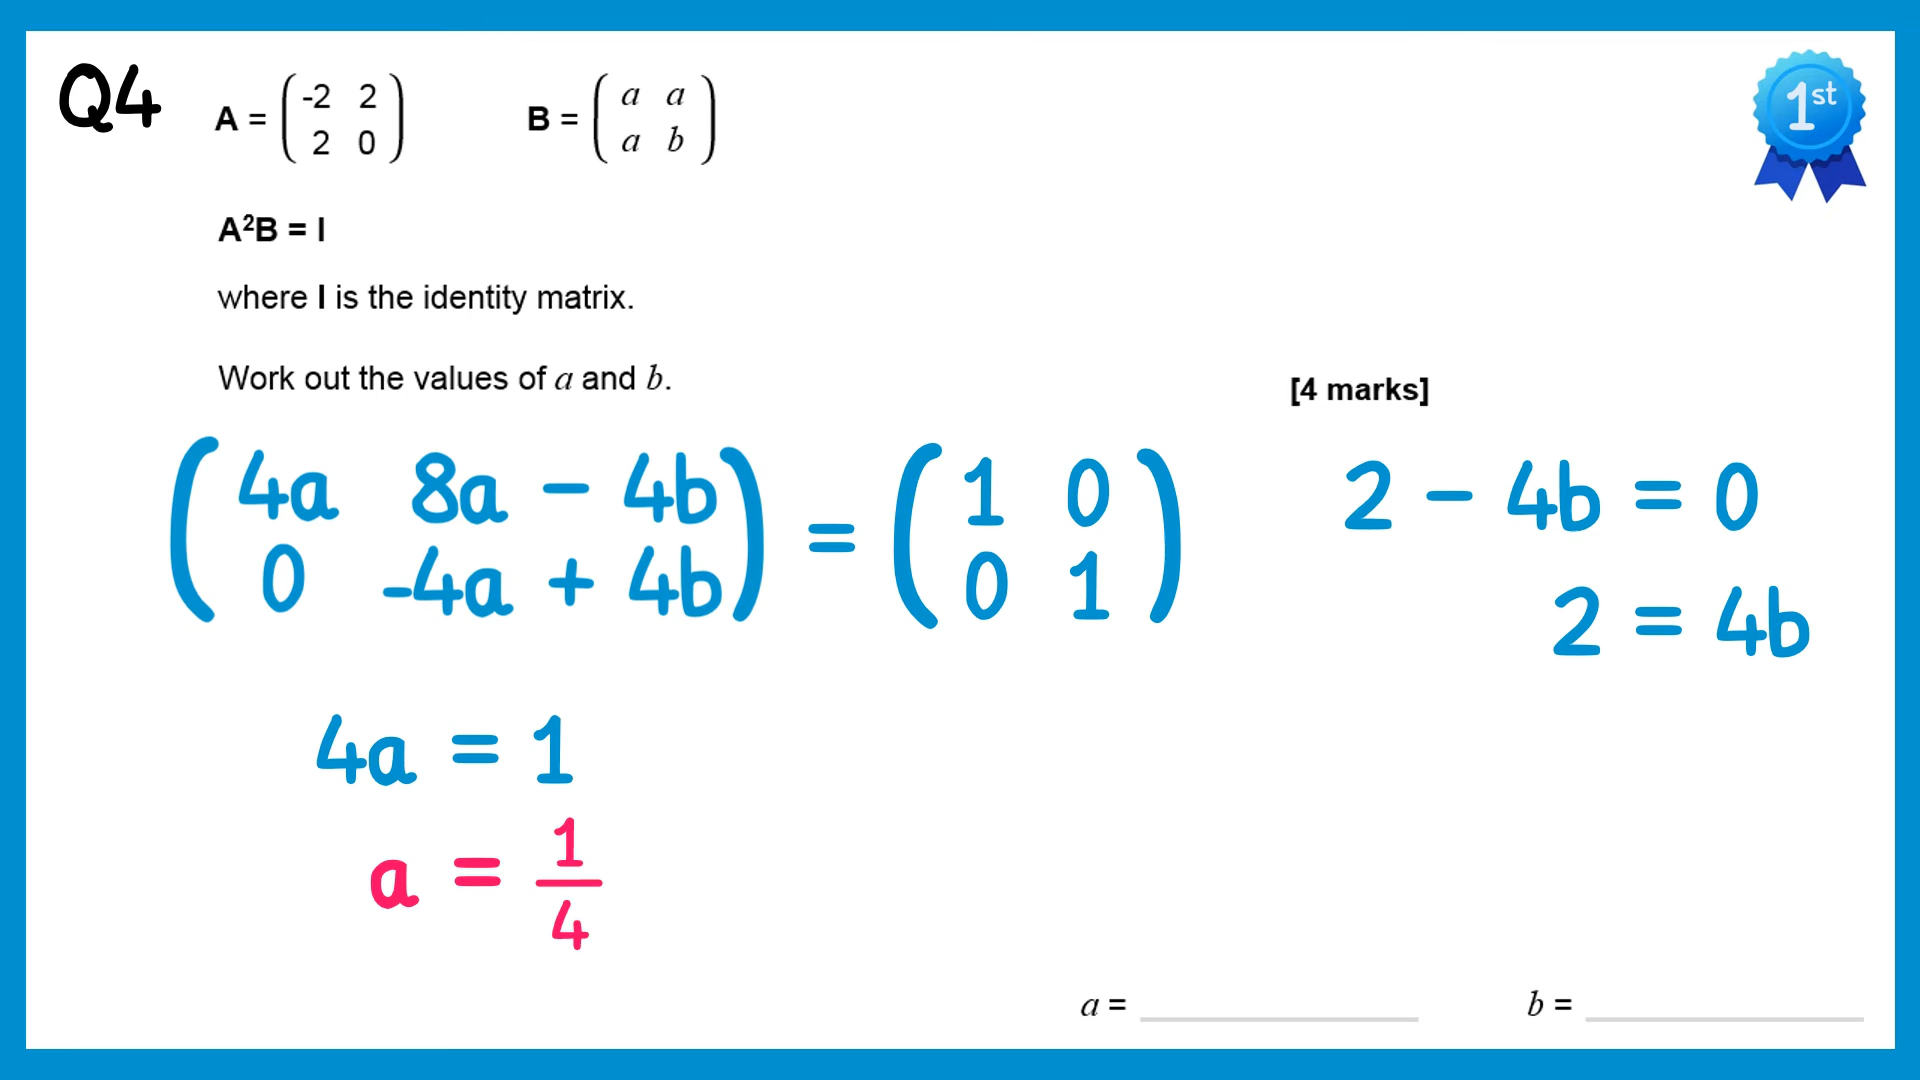 Q4
A = ( -2 2 ) B = ( a a )
( 2 0 ) ( a b )
1st
A²B = I
where I is the identity matrix.
Work out the values of a and b.
[4 marks]
( 4a 8a - 4b ) = ( 1 0 )
( 0 -4a + 4b ) ( 0 1 )
2 - 4b = 0
2 = 4b
4a = 1
a = 1/4
a = ____ b = ____